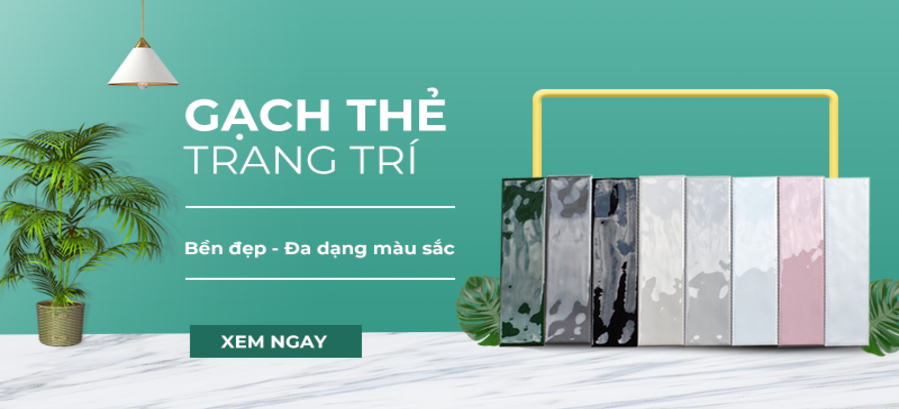 GẠCH THẺ
TRANG TRÍ
Bền đẹp - Đa dạng màu sắc
XEM NGAY